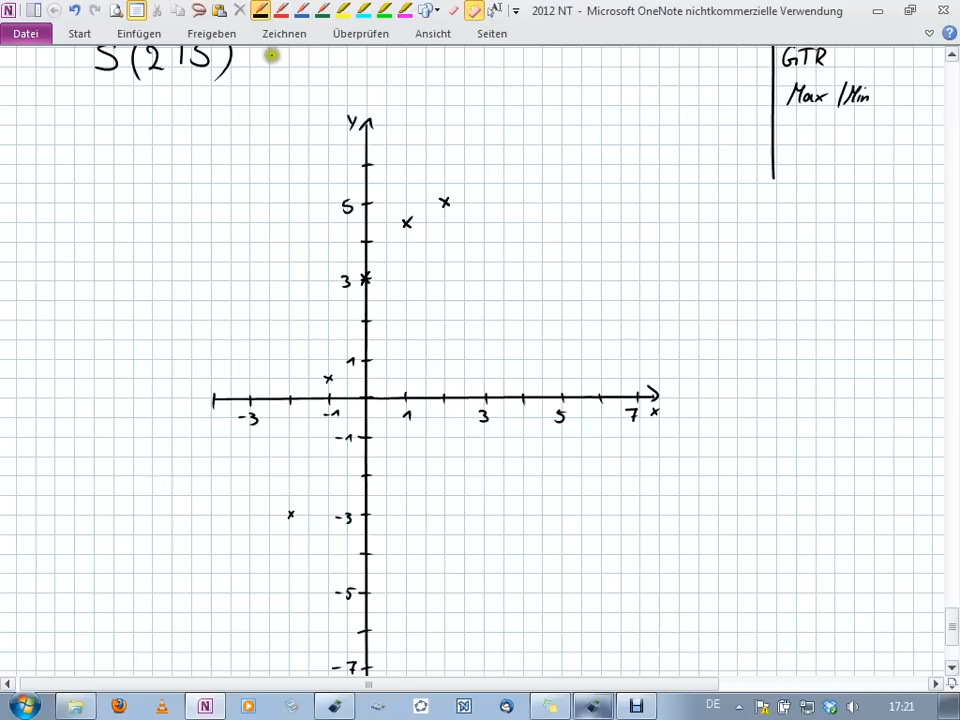 2012 NT - Microsoft OneNote nichtkommerzielle Verwendung
Datei Start Einfügen Freigeben Zeichnen Überprüfen Ansicht Seiten
S(2|5)
GTR
Max/Min
y
5
3
1
-3 -1 1 3 5 7 x
-1
-3
-5
-7
DE 17:21